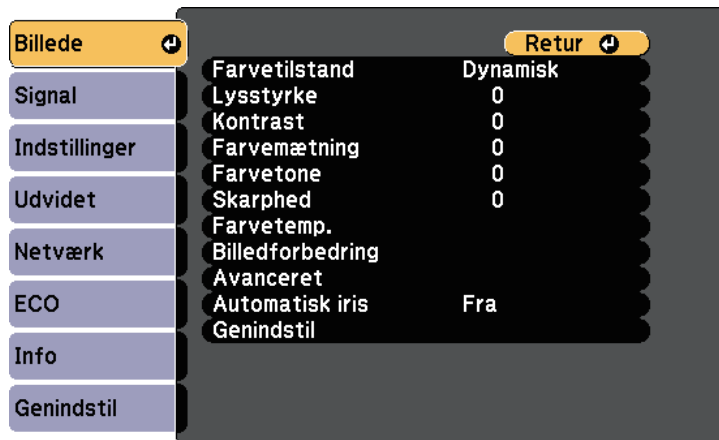 Billede
Signal
Indstillinger
Udvidet
Netværk
ECO
Info
Genindstil
Retur
Farvetilstand Dynamisk
Lysstyrke 0
Kontrast 0
Farvemætning 0
Farvetone 0
Skarphed 0
Farvetemp.
Billedforbedring
Avanceret
Automatisk iris Fra
Genindstil